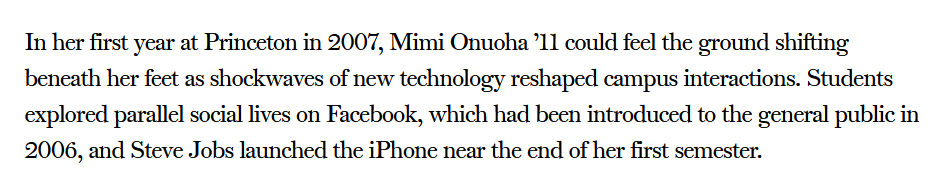 In her first year at Princeton in 2007, Mimi Onuoha ’11 could feel the ground shifting
beneath her feet as shockwaves of new technology reshaped campus interactions. Students
explored parallel social lives on Facebook, which had been introduced to the general public in
2006, and Steve Jobs launched the iPhone near the end of her first semester.